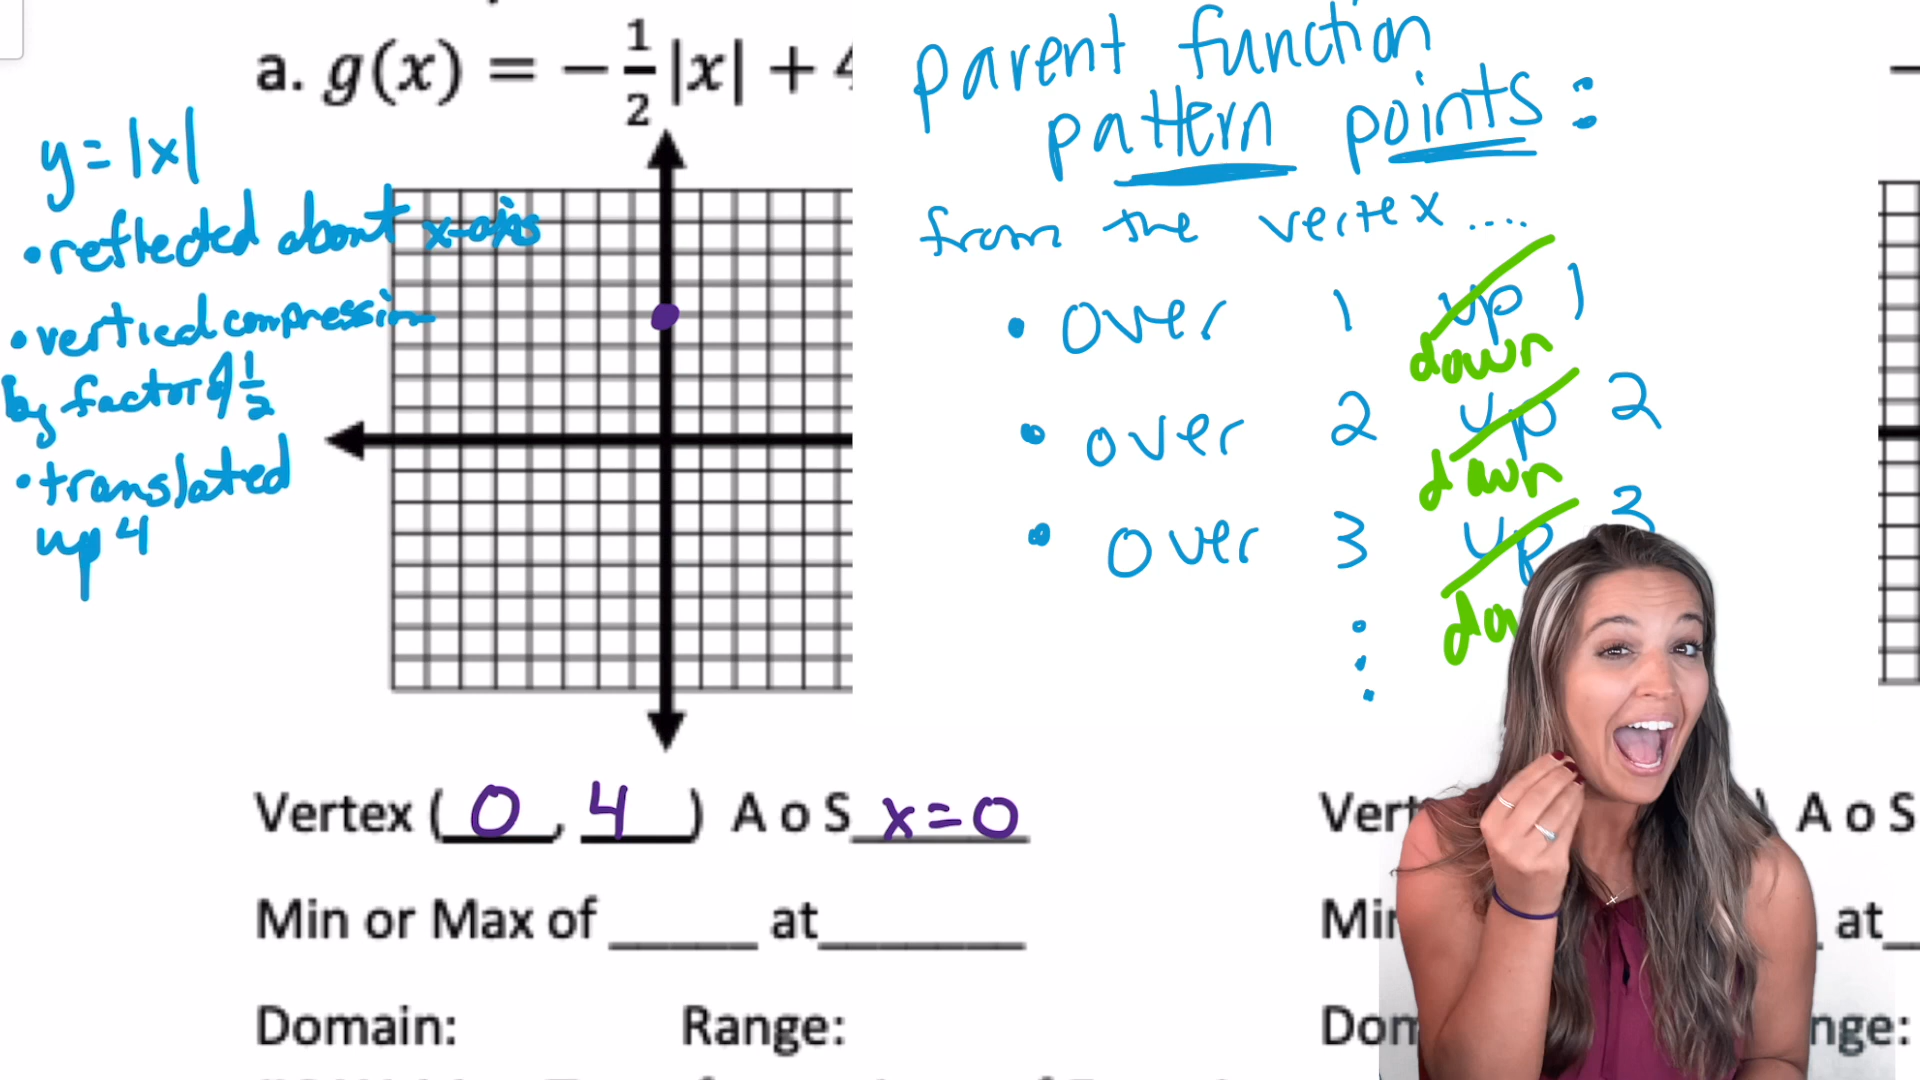 a. g(x) = −1/2|x| + 4
y = |x|
• reflected about x-axis
• vertical compression
by factor of 1/2
• translated
up 4
parent function
pattern points:
from the vertex ....
• over 1 up 1
down
• over 2 up 2
down
• over 3 up 3
Vertex ( 0 , 4 ) A o S x = 0
Min or Max of ______ at________
Domain: Range:
A o S
at